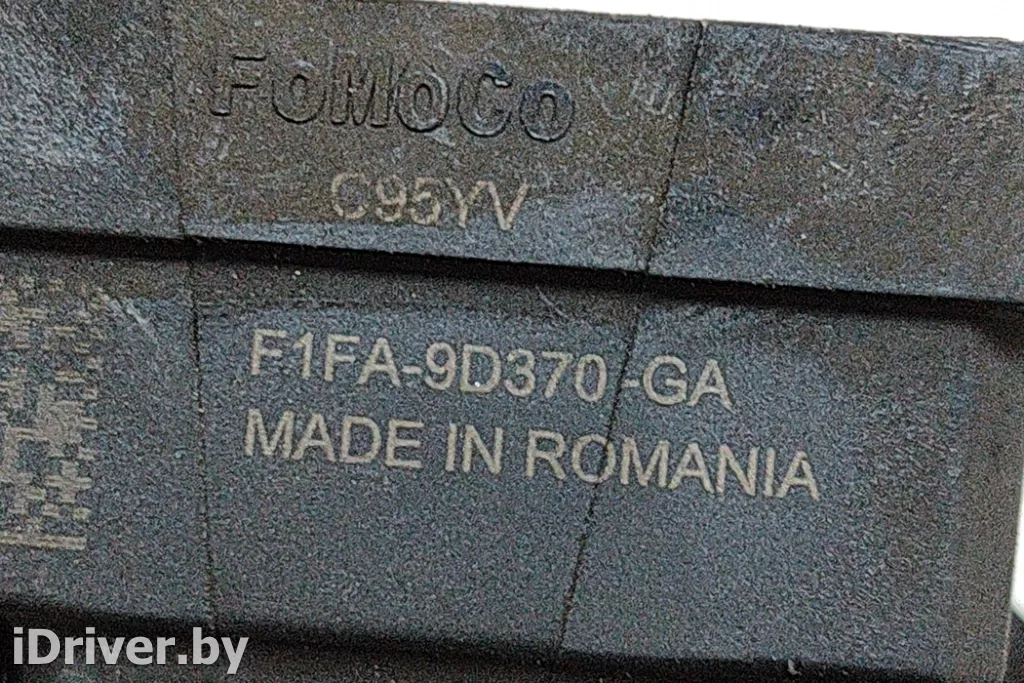 FoMoCo
C95YV
F1FA-9D370-GA
MADE IN ROMANIA
iDriver.by